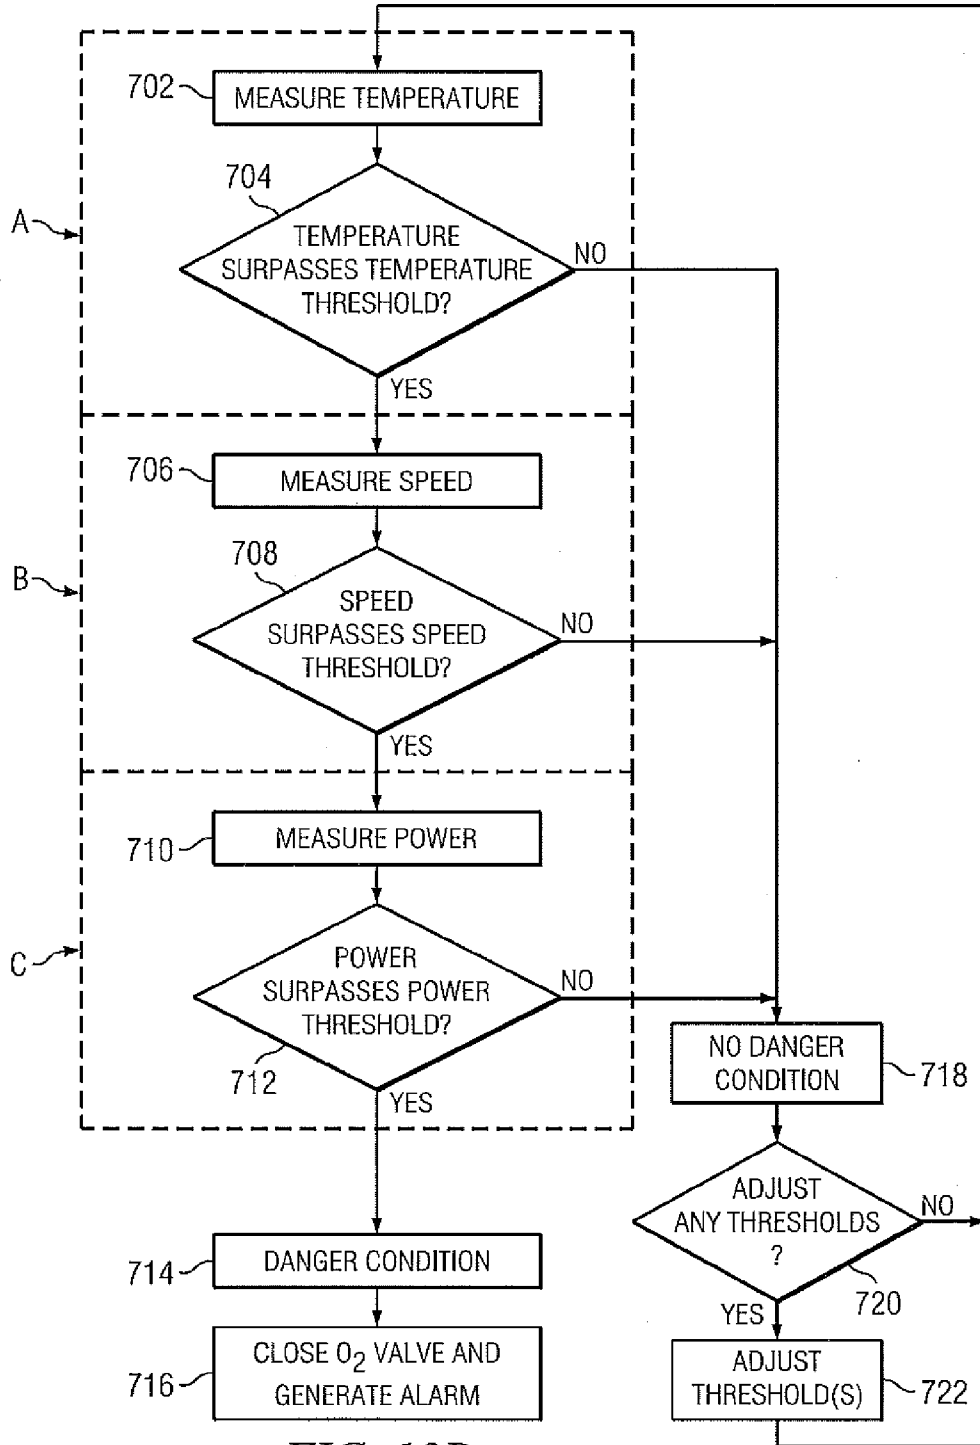 702
MEASURE TEMPERATURE
704
A
TEMPERATURE
SURPASSES TEMPERATURE
THRESHOLD?
NO
YES
706
MEASURE SPEED
708
B
SPEED
SURPASSES SPEED
THRESHOLD?
NO
YES
710
MEASURE POWER
C
POWER
SURPASSES POWER
THRESHOLD?
NO
712
YES
NO DANGER
CONDITION
718
ADJUST
ANY THRESHOLDS
?
NO
720
YES
714
DANGER CONDITION
716
CLOSE O2 VALVE AND
GENERATE ALARM
ADJUST
THRESHOLD(S)
722